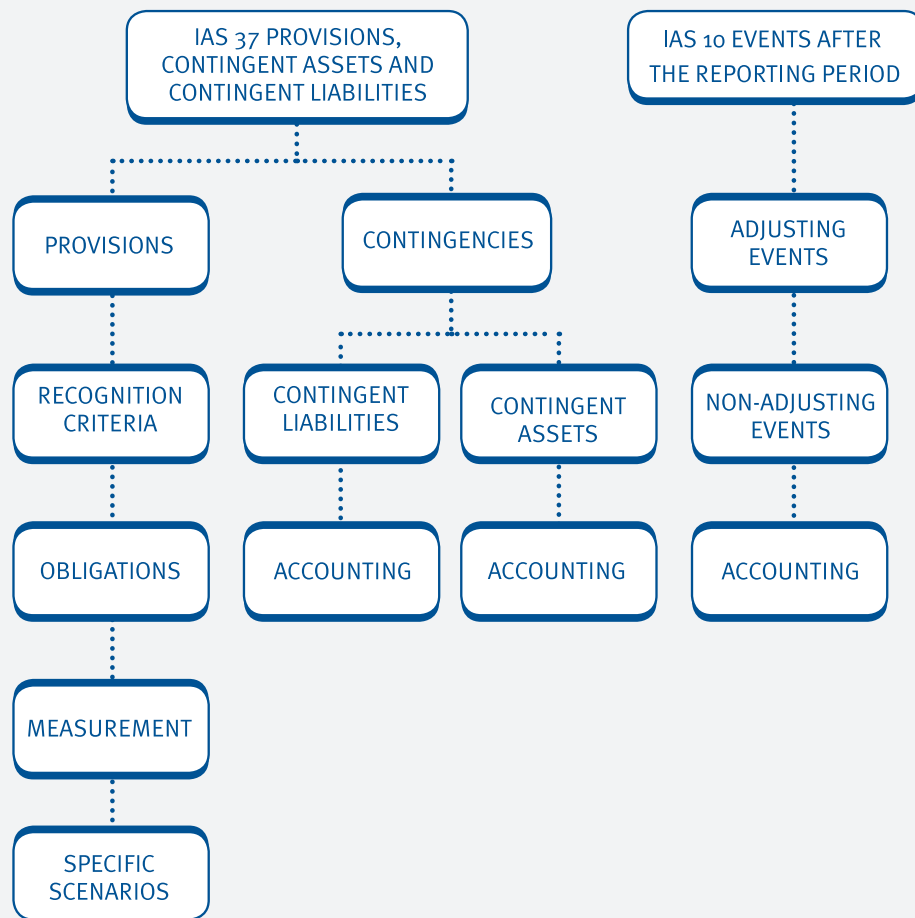 IAS 37 PROVISIONS,
CONTINGENT ASSETS AND
CONTINGENT LIABILITIES
IAS 10 EVENTS AFTER
THE REPORTING PERIOD
PROVISIONS
CONTINGENCIES
ADJUSTING
EVENTS
RECOGNITION
CRITERIA
CONTINGENT
LIABILITIES
CONTINGENT
ASSETS
NON-ADJUSTING
EVENTS
OBLIGATIONS
ACCOUNTING
ACCOUNTING
ACCOUNTING
MEASUREMENT
SPECIFIC
SCENARIOS